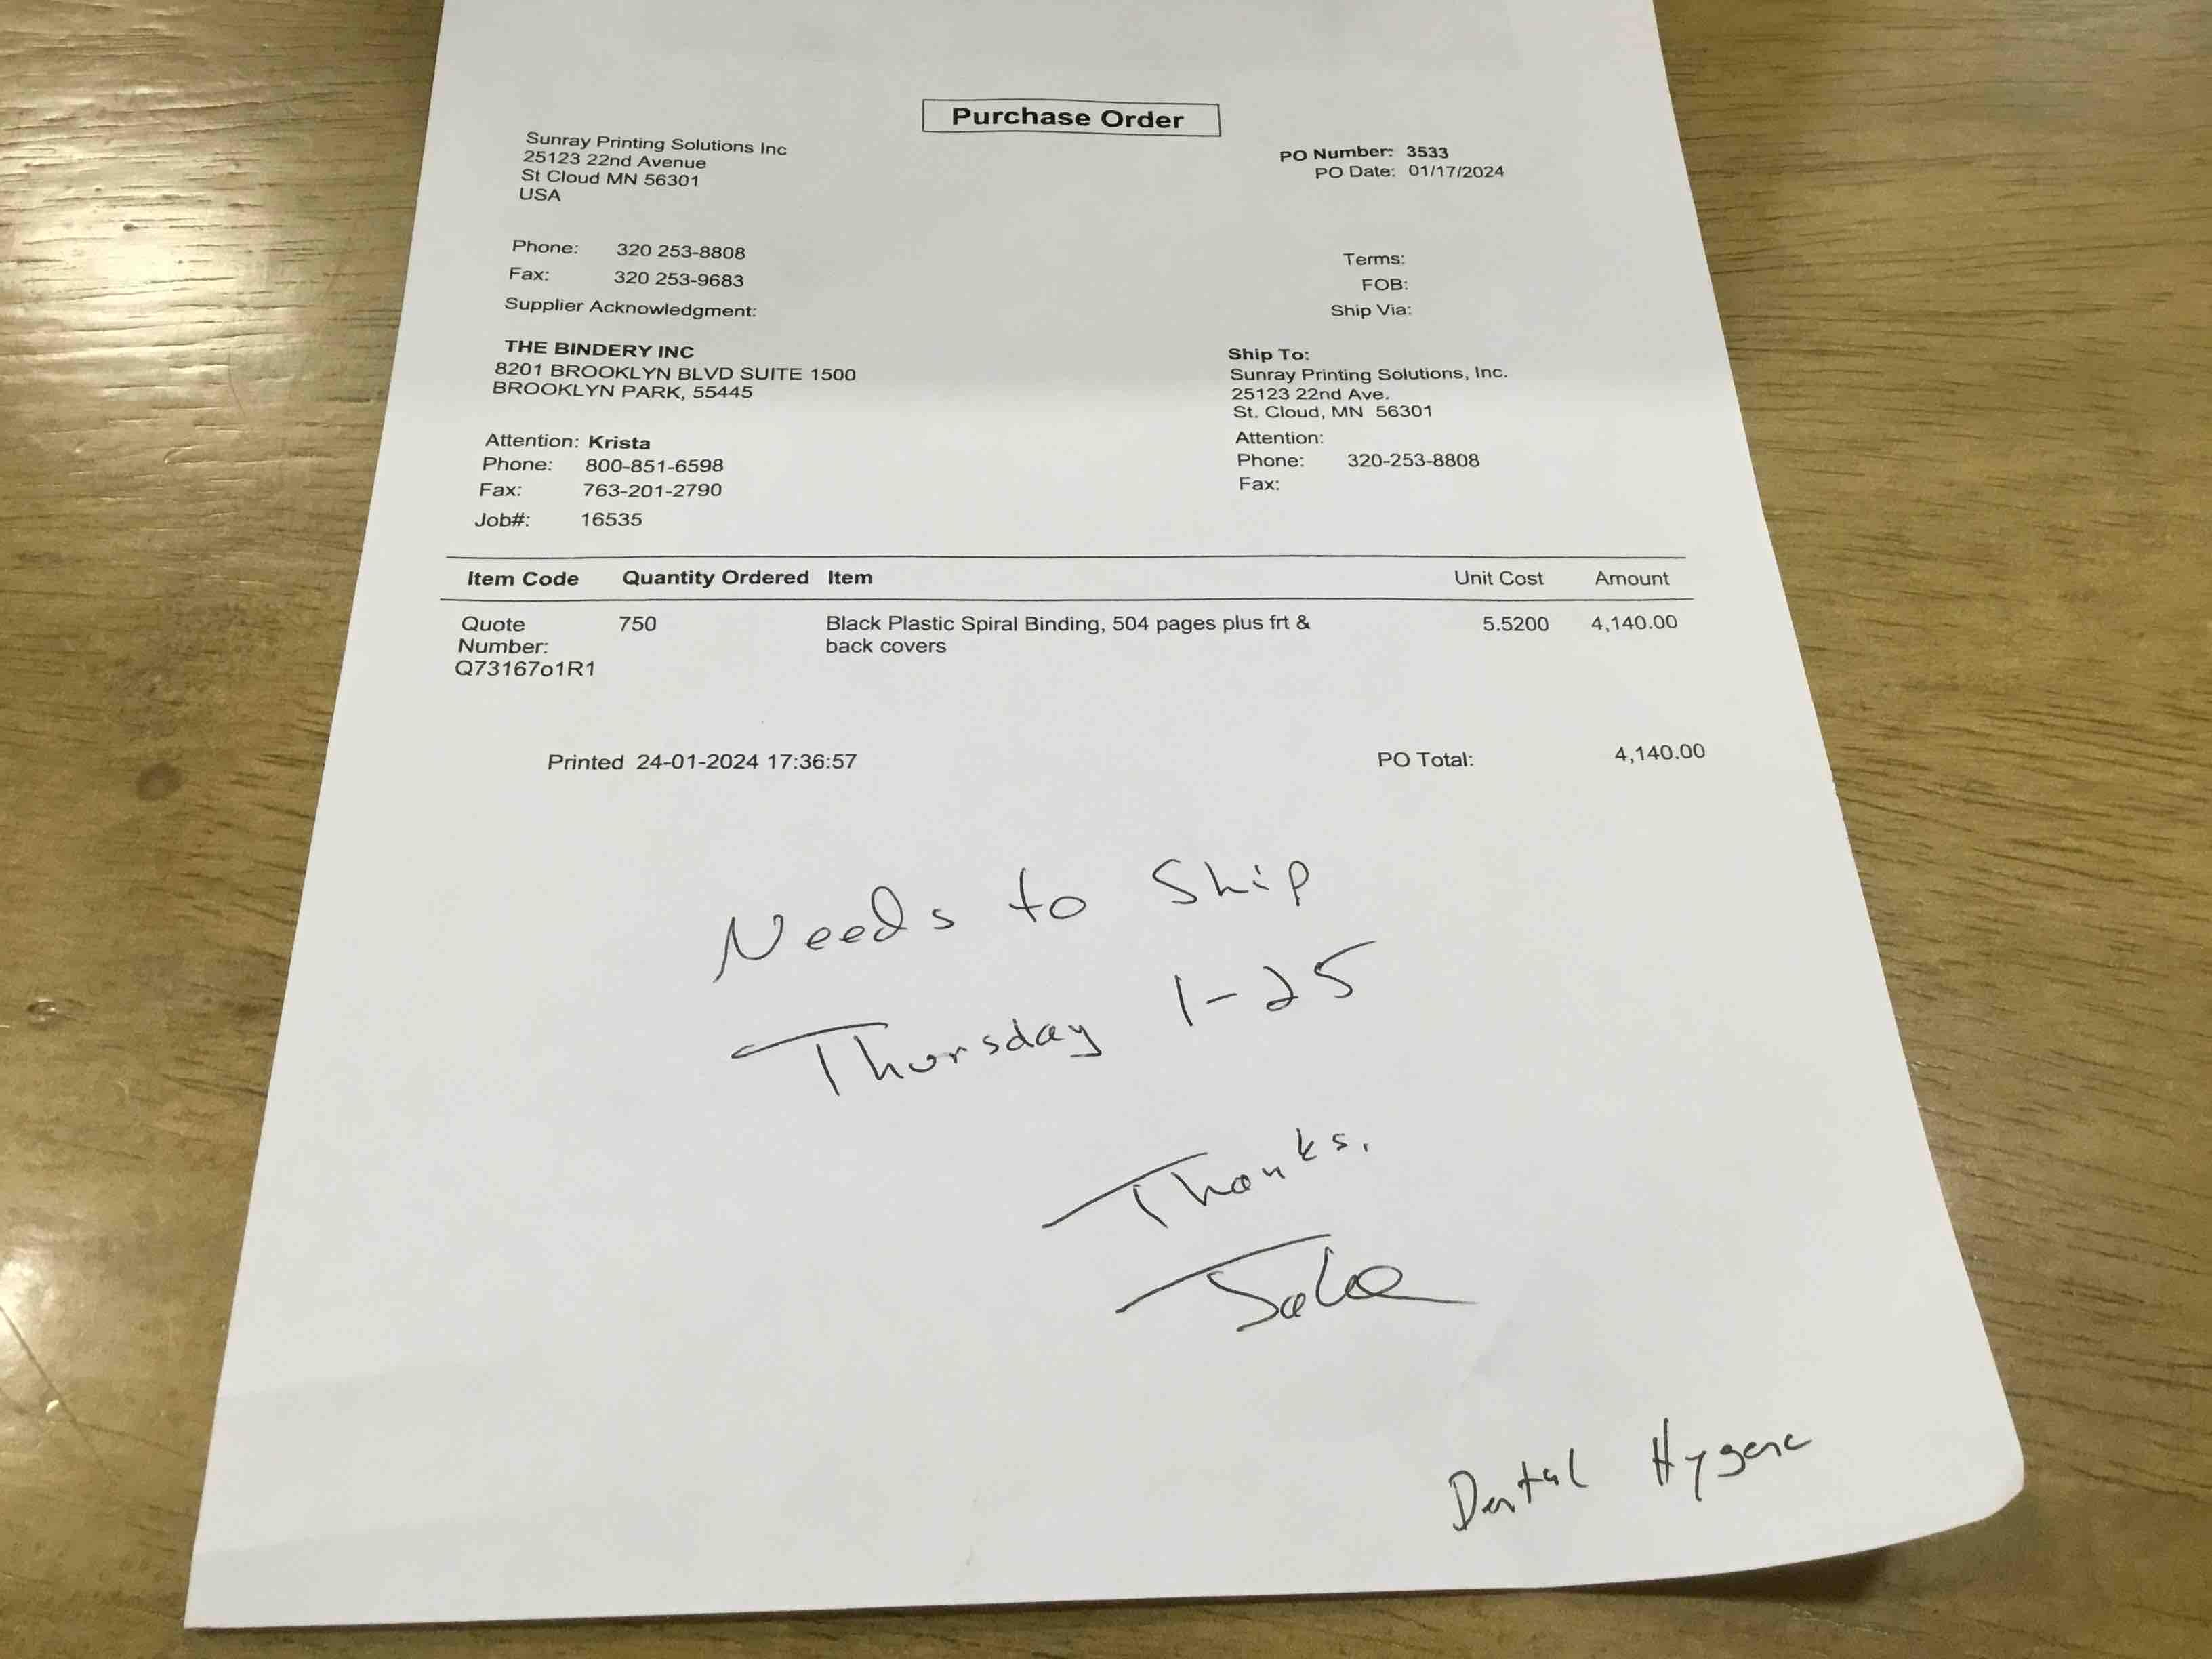 Purchase Order
Sunray Printing Solutions Inc
25123 22nd Avenue
St Cloud MN 56301
USA
PO Number: 3533
PO Date: 01/17/2024
Phone: 320 253-8808
Fax: 320 253-9683
Supplier Acknowledgment:
Terms:
FOB:
Ship Via:
THE BINDERY INC
8201 BROOKLYN BLVD SUITE 1500
BROOKLYN PARK, 55445
Ship To:
Sunray Printing Solutions, Inc.
25123 22nd Ave.
St. Cloud, MN 56301
Attention: Krista
Phone: 800-851-6598
Fax: 763-201-2790
Job#: 16535
Attention:
Phone: 320-253-8808
Fax:
Item Code Quantity Ordered Item Unit Cost Amount
Quote 750 Black Plastic Spiral Binding, 504 pages plus frt & 5.5200 4,140.00
Number: back covers
Q73167o1R1
Printed 24-01-2024 17:36:57 PO Total: 4,140.00
Needs to Ship
Thursday 1-25
Thanks,
Jake
Dental Hygene